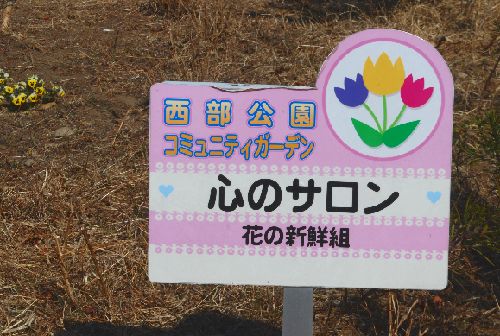 西部公園
コミュニティガーデン
心のサロン
花の新鮮組